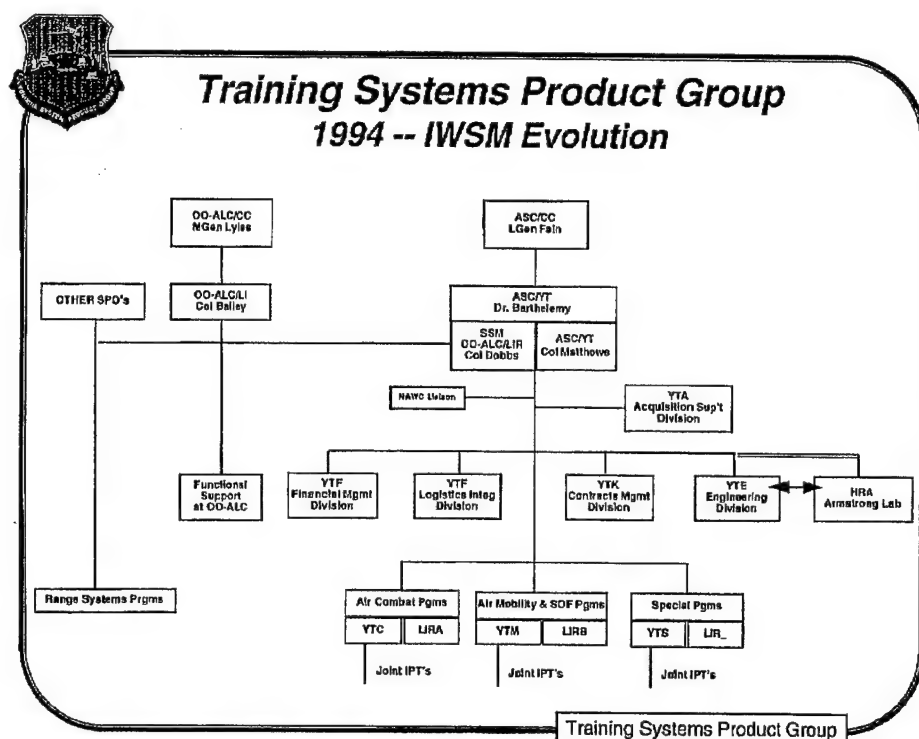 Training Systems Product Group
1994 -- IWSM Evolution
OO-ALC/CC
MGen Lyles
ASC/CC
LGen Fain
OTHER SPO's
OO-ALC/LI
Col Bailey
ASC/YT
Dr. Barthelemy
SSM
OO-ALC/LIR
Col Dobbs
ASC/YT
Col Matthews
NAWC Liaison
YTA
Acquisition Sup't
Division
Functional
Support
at OO-ALC
YTF
Financial Mgmt
Division
YTF
Logistics Integ
Division
YTK
Contracts Mgmt
Division
YTE
Engineering
Division
HRA
Armstrong Lab
Range Systems Prgms
Air Combat Pgms
YTC
LIRA
Joint IPT's
Air Mobility & SOF Pgms
YTM
LIRB
Joint IPT's
Special Pgms
YTS
LIR_
Joint IPT's
Training Systems Product Group